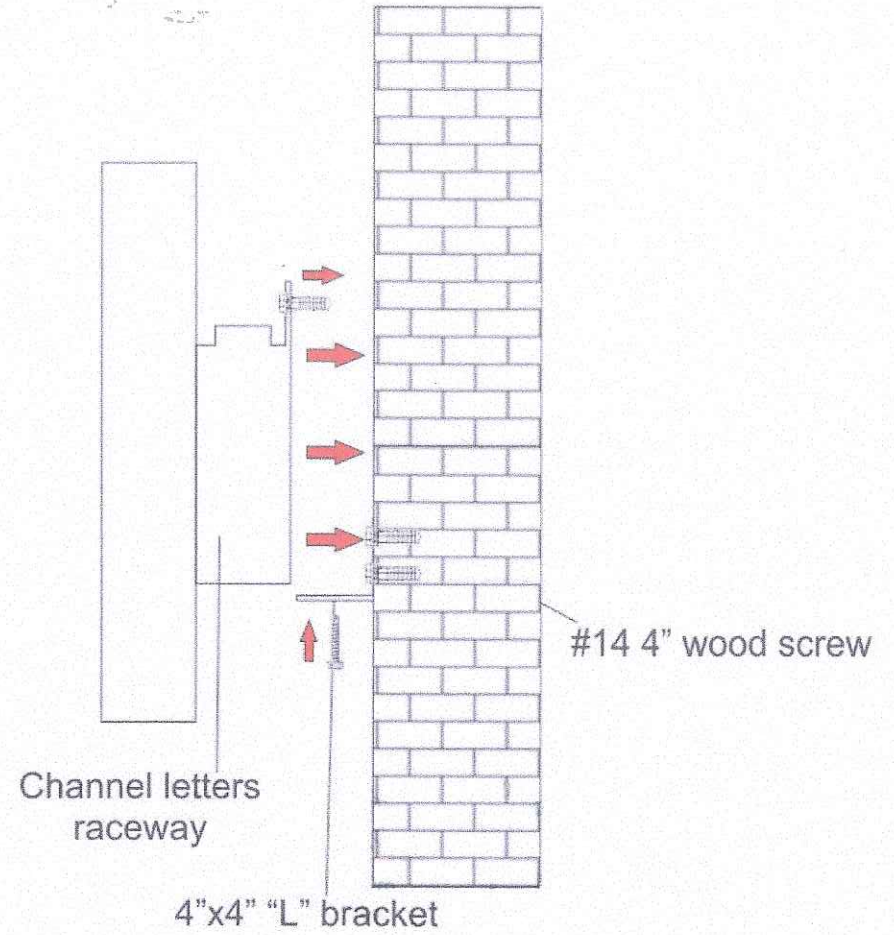 #14 4” wood screw
Channel letters
raceway
4”x4” “L” bracket